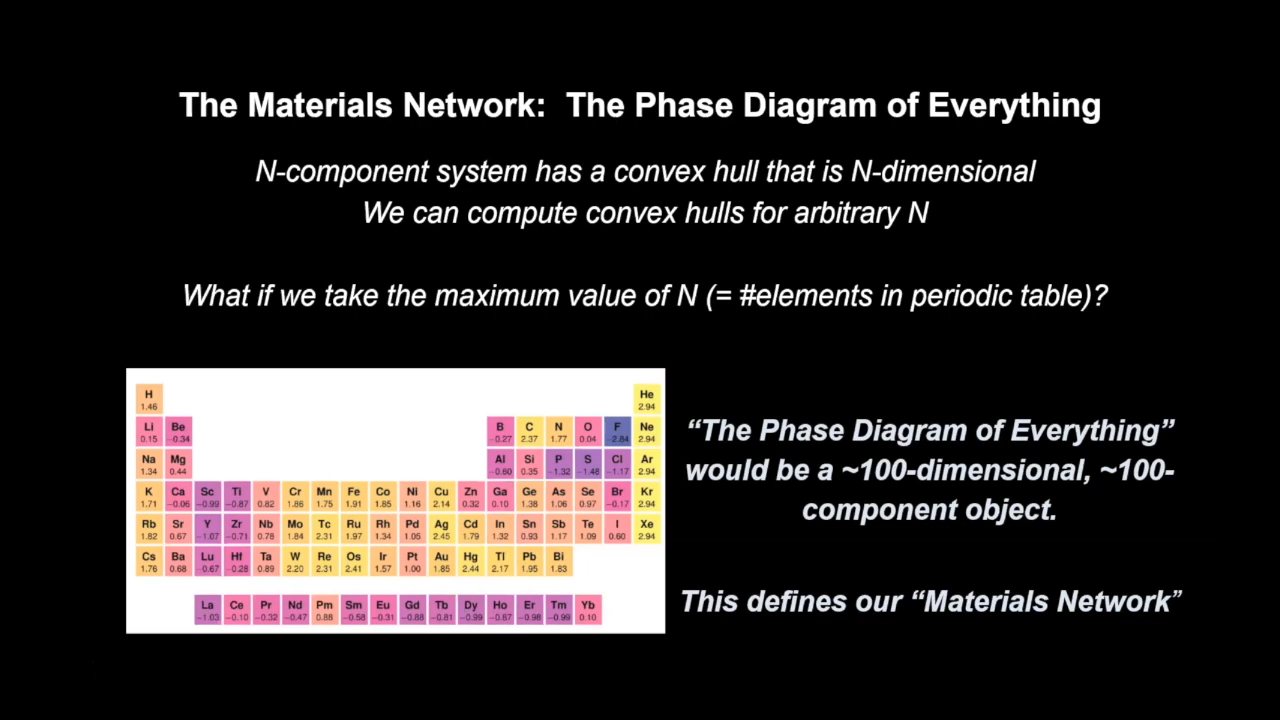 The Materials Network:  The Phase Diagram of Everything
N-component system has a convex hull that is N-dimensional
We can compute convex hulls for arbitrary N
What if we take the maximum value of N (= #elements in periodic table)?
H He
1.46 2.94
Li Be B C N O F Ne
0.15 −0.34 −0.27 2.37 1.77 0.04 −2.84 2.94
Na Mg Al Si P S Cl Ar
1.34 0.44 −0.60 0.35 −1.32 −1.48 −1.17 2.94
K Ca Sc Ti V Cr Mn Fe Co Ni Cu Zn Ga Ge As Se Br Kr
1.71 −0.06 −0.99 −0.87 0.82 1.86 1.75 1.91 1.85 1.16 2.14 0.32 0.10 1.38 1.06 0.97 −0.17 2.94
Rb Sr Y Zr Nb Mo Tc Ru Rh Pd Ag Cd In Sn Sb Te I Xe
1.82 0.67 −1.07 −0.71 0.78 1.84 2.31 1.97 1.34 1.05 2.45 1.79 1.32 0.93 1.17 1.09 0.60 2.94
Cs Ba Lu Hf Ta W Re Os Ir Pt Au Hg Tl Pb Bi
1.76 0.68 −0.67 −0.28 0.89 2.20 2.31 2.41 1.57 1.00 1.85 2.44 2.17 1.95 1.83
La Ce Pr Nd Pm Sm Eu Gd Tb Dy Ho Er Tm Yb
−1.03 −0.10 −0.32 −0.47 0.88 −0.58 −0.31 −0.88 −0.81 −0.99 −0.67 −0.98 −0.99 0.10
“The Phase Diagram of Everything”
would be a ~100-dimensional, ~100-
component object.
This defines our “Materials Network”